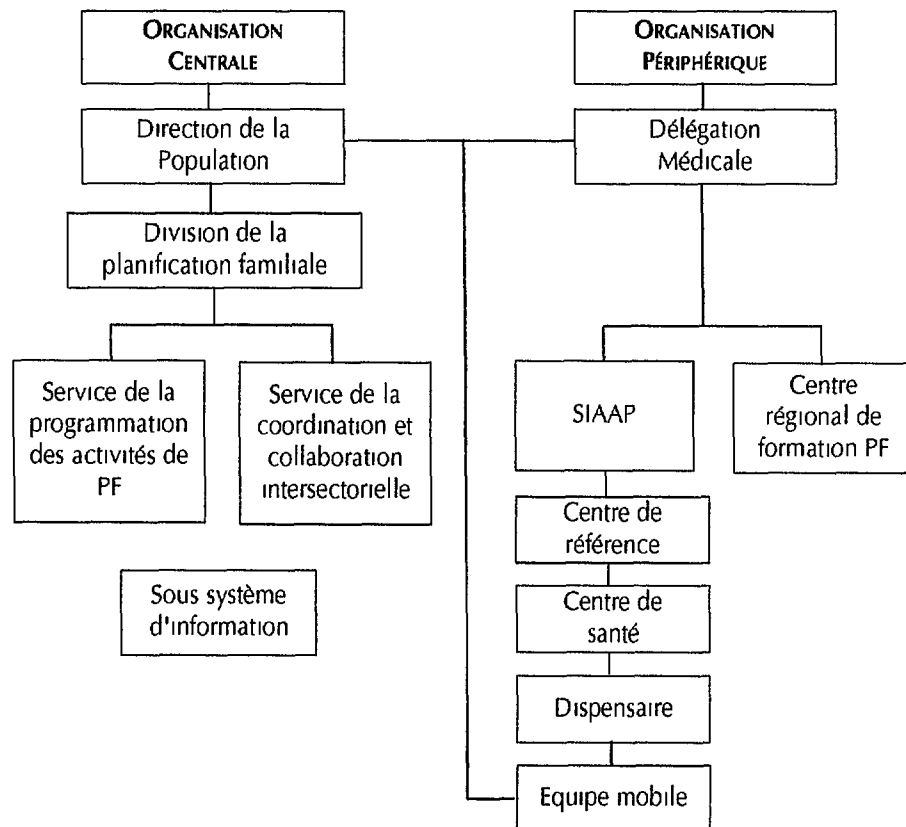 ORGANISATION
CENTRALE
ORGANISATION
PÉRIPHÉRIQUE
Direction de la
Population
Délégation
Médicale
Division de la
planification familiale
Service de la
programmation
des activités de
PF
Service de la
coordination et
collaboration
intersectorielle
SIAAP
Centre
régional de
formation PF
Centre de
référence
Centre de
santé
Sous système
d'information
Dispensaire
Equipe mobile